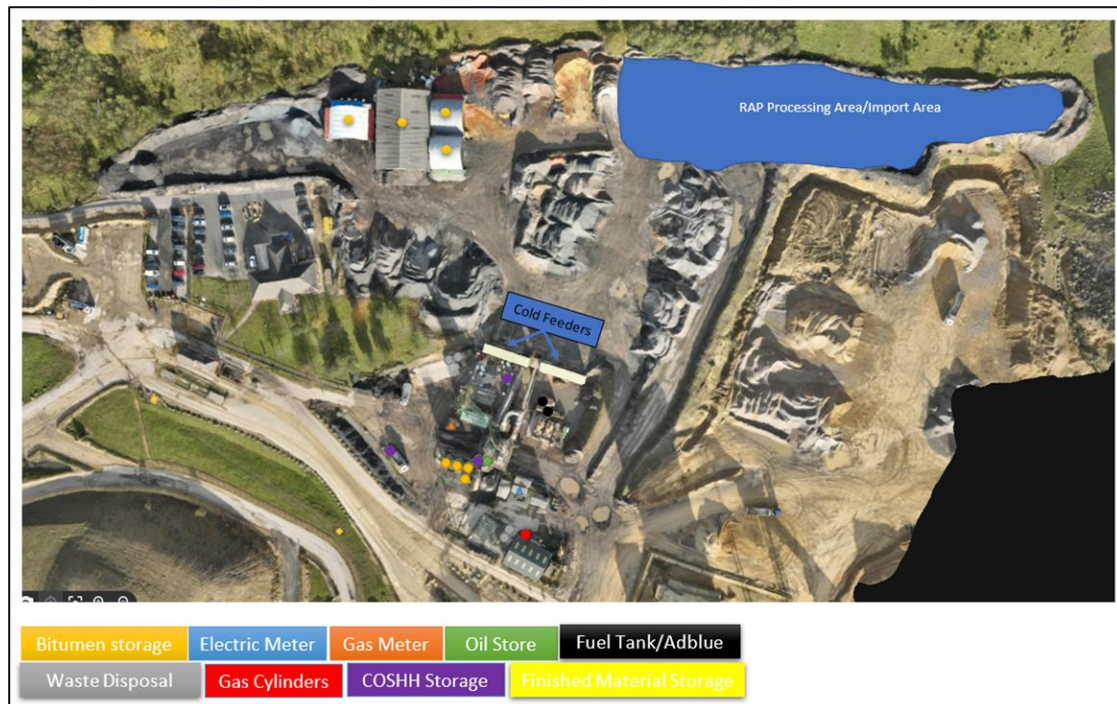 RAP Processing Area/Import Area
Cold Feeders
Bitumen storage
Electric Meter
Gas Meter
Oil Store
Fuel Tank/Adblue
Waste Disposal
Gas Cylinders
COSHH Storage
Finished Material Storage